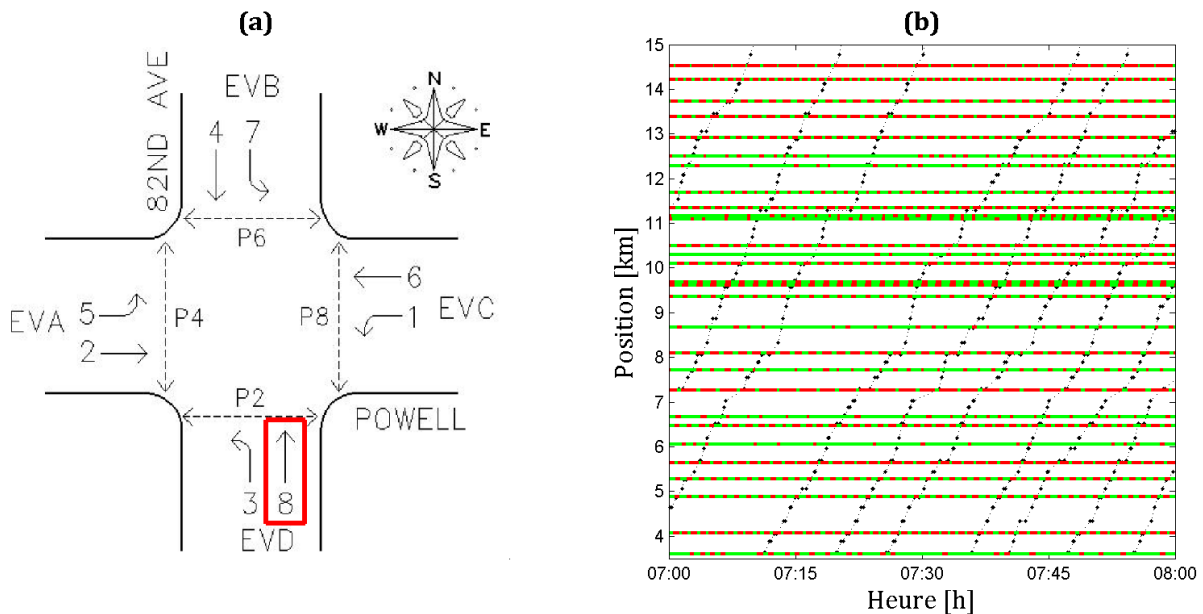 (a)
82ND AVE
EVB
4 7
N
W E
S
P6
6
EVA 5 P4 P8 1 EVC
2
P2
POWELL
3 8
EVD
(b)
Position [km]
15
14
13
12
11
10
9
8
7
6
5
4
07:00 07:15 07:30 07:45 08:00
Heure [h]